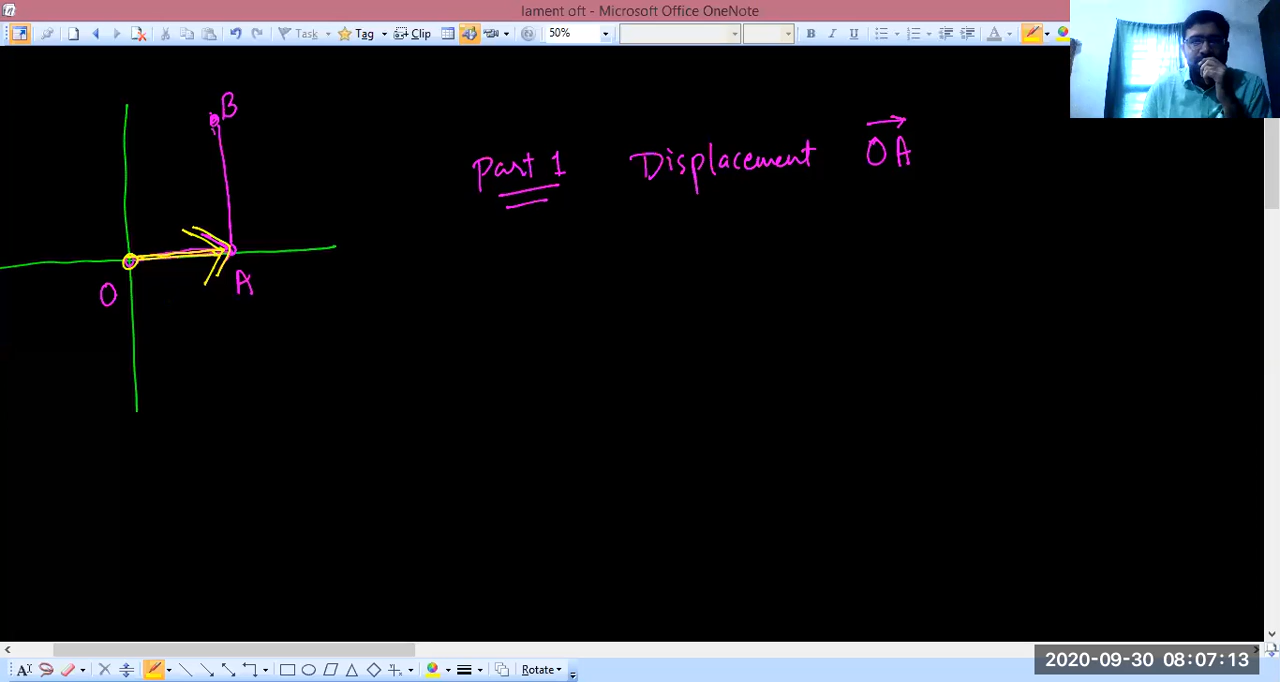 lament oft - Microsoft Office OneNote
Task Tag Clip 50% B I U A
B
Part 1 Displacement OA
O A
Rotate
2020-09-30 08:07:13